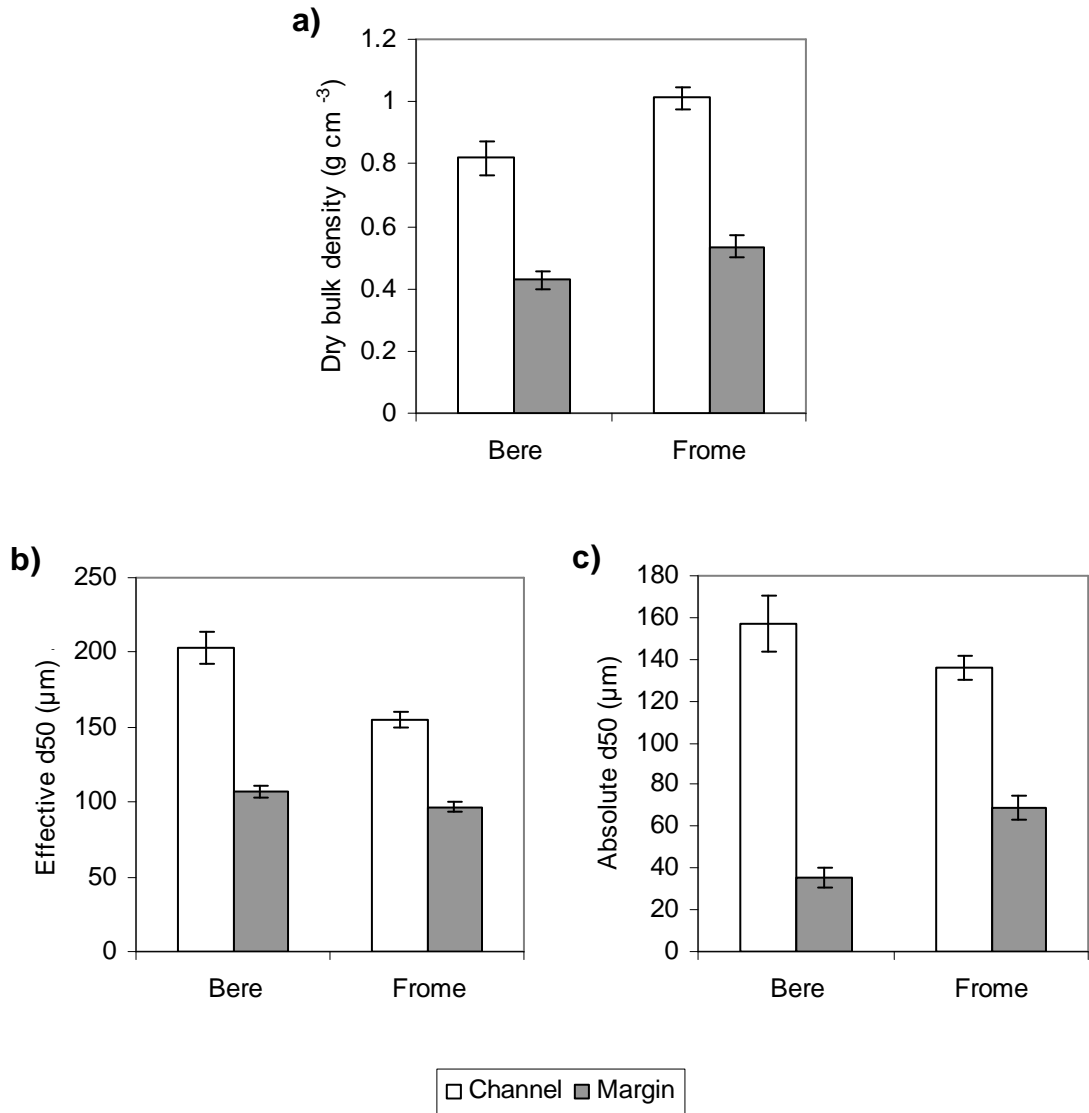 a)
Dry bulk density (g cm -3)
1.2
1
0.8
0.6
0.4
0.2
0
Bere Frome
b)
Effective d50 (µm) .
250
200
150
100
50
0
Bere Frome
c)
Absolute d50 (µm)
180
160
140
120
100
80
60
40
20
0
Bere Frome
Channel Margin